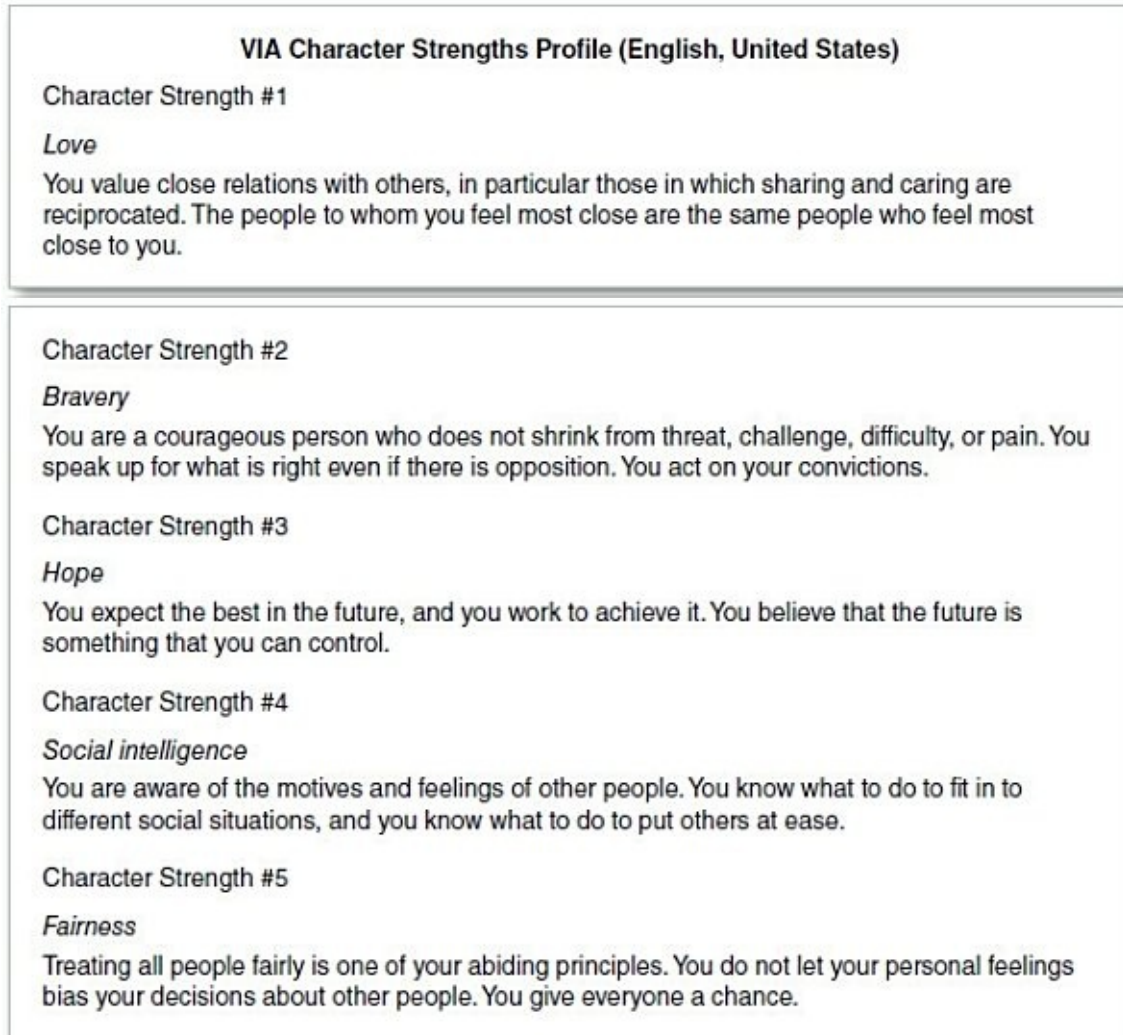 VIA Character Strengths Profile (English, United States)
Character Strength #1
Love
You value close relations with others, in particular those in which sharing and caring are
reciprocated. The people to whom you feel most close are the same people who feel most
close to you.
Character Strength #2
Bravery
You are a courageous person who does not shrink from threat, challenge, difficulty, or pain. You
speak up for what is right even if there is opposition. You act on your convictions.
Character Strength #3
Hope
You expect the best in the future, and you work to achieve it. You believe that the future is
something that you can control.
Character Strength #4
Social intelligence
You are aware of the motives and feelings of other people. You know what to do to fit in to
different social situations, and you know what to do to put others at ease.
Character Strength #5
Fairness
Treating all people fairly is one of your abiding principles. You do not let your personal feelings
bias your decisions about other people. You give everyone a chance.